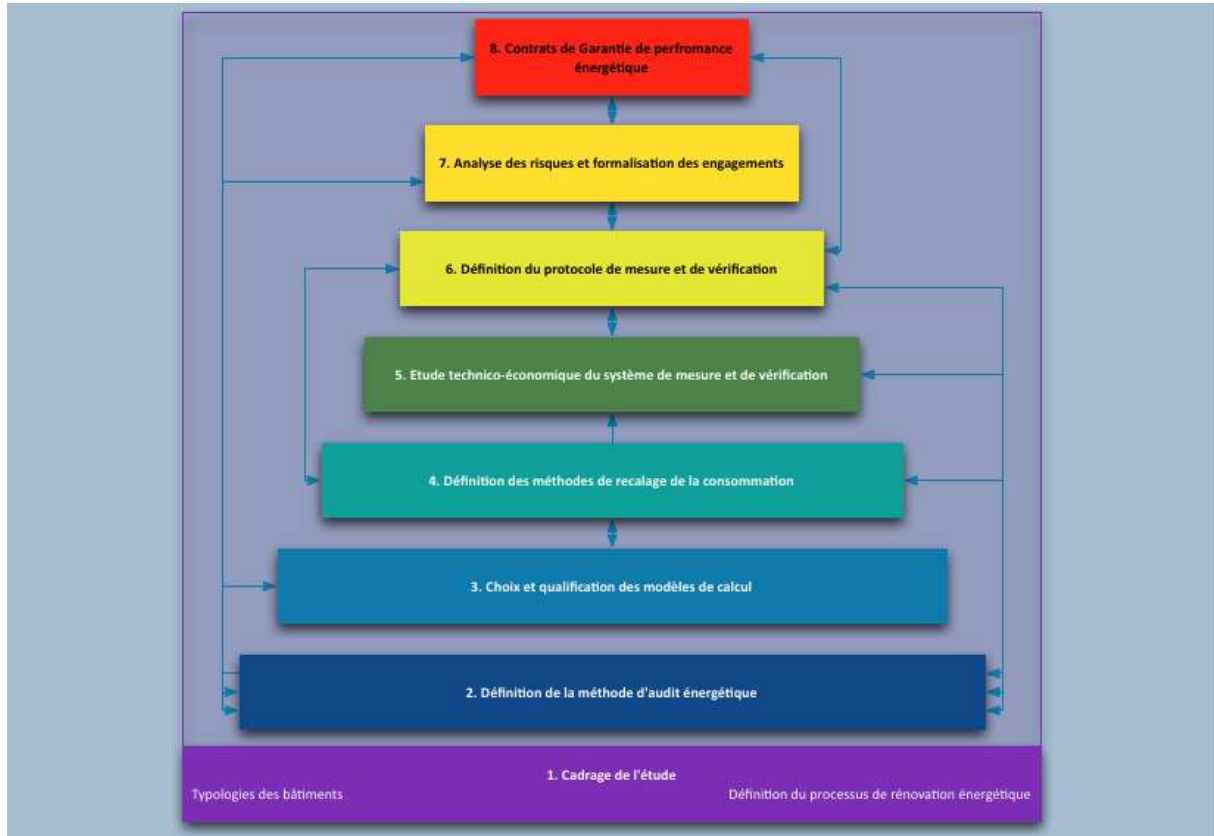 8. Contrats de Garantie de perfromance
énergétique
7. Analyse des risques et formalisation des engagements
6. Définition du protocole de mesure et de vérification
5. Etude technico-économique du système de mesure et de vérification
4. Définition des méthodes de recalage de la consommation
3. Choix et qualification des modèles de calcul
2. Définition de la méthode d'audit énergétique
1. Cadrage de l'étude
Typologies des bâtiments
Définition du processus de rénovation énergétique